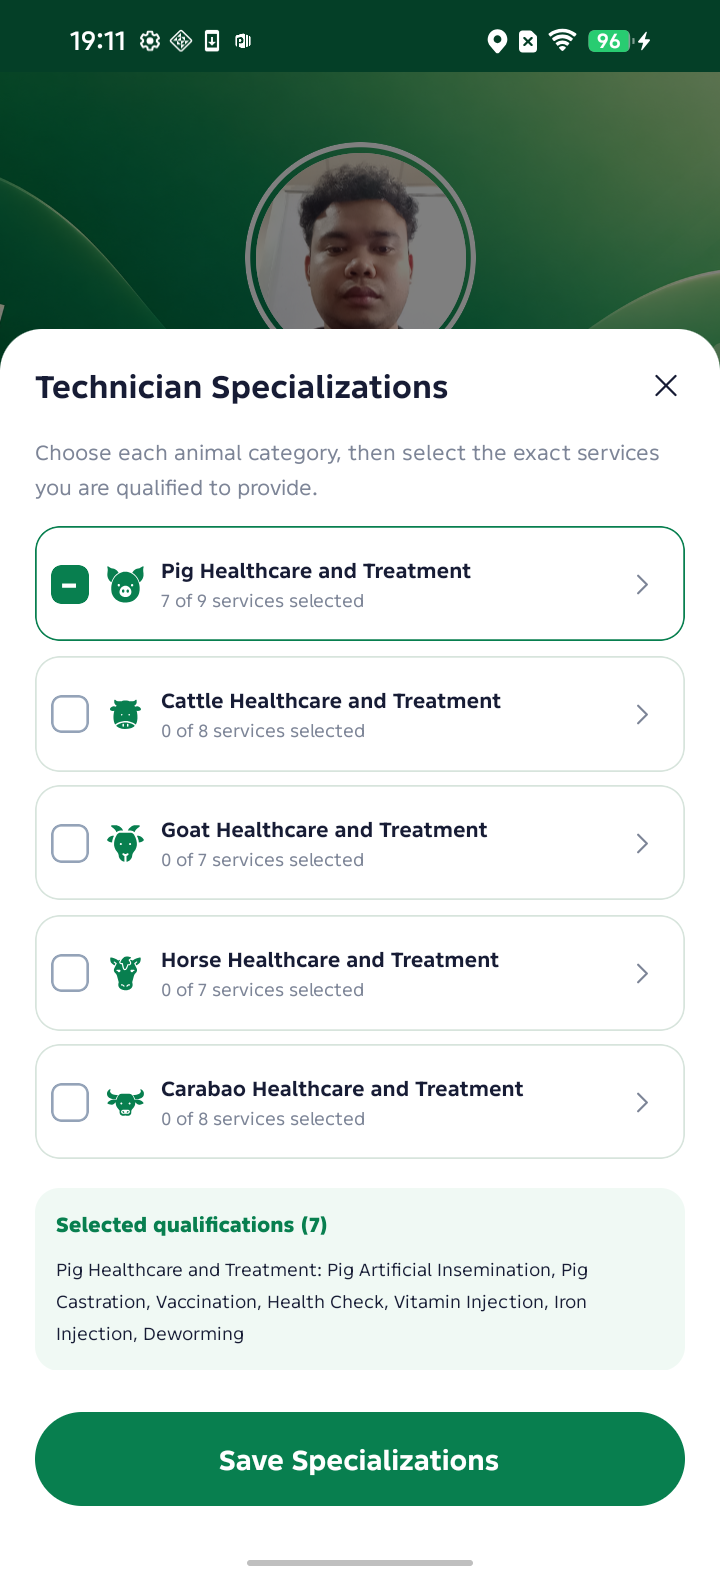 19:11
96
Technician Specializations
Choose each animal category, then select the exact services
you are qualified to provide.
Pig Healthcare and Treatment
7 of 9 services selected
Cattle Healthcare and Treatment
0 of 8 services selected
Goat Healthcare and Treatment
0 of 7 services selected
Horse Healthcare and Treatment
0 of 7 services selected
Carabao Healthcare and Treatment
0 of 8 services selected
Selected qualifications (7)
Pig Healthcare and Treatment: Pig Artificial Insemination, Pig
Castration, Vaccination, Health Check, Vitamin Injection, Iron
Injection, Deworming
Save Specializations